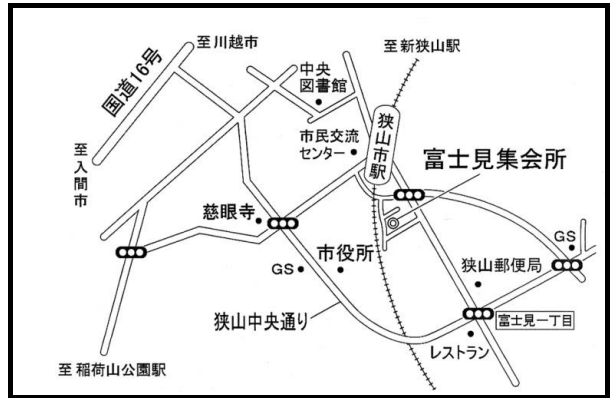 至川越市
国道16号
至入間市
中央
図書館
至新狭山駅
市民交流
センター
狭山市駅
富士見集会所
慈眼寺
GS
市役所
狭山中央通り
GS
狭山郵便局
富士見一丁目
レストラン
至 稲荷山公園駅